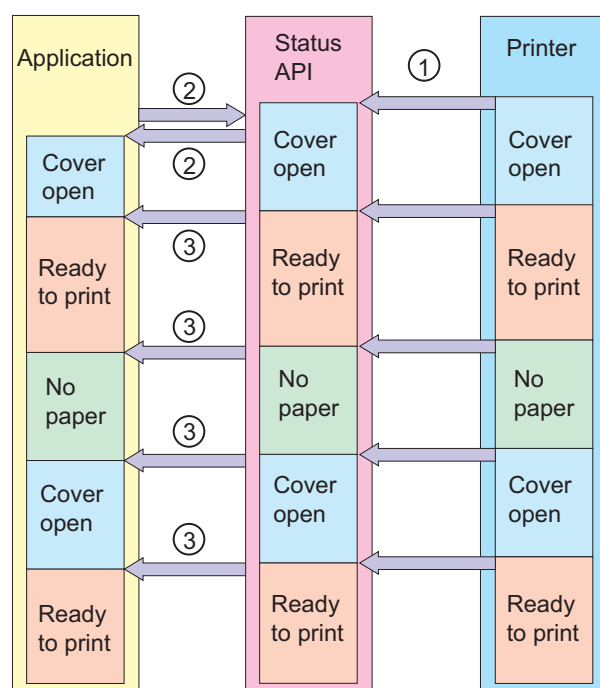 Application
Status
API
Printer
①
②
②
Cover
open
Cover
open
Cover
open
③
Ready
to print
Ready
to print
Ready
to print
③
No
paper
No
paper
No
paper
③
Cover
open
Cover
open
Cover
open
③
Ready
to print
Ready
to print
Ready
to print